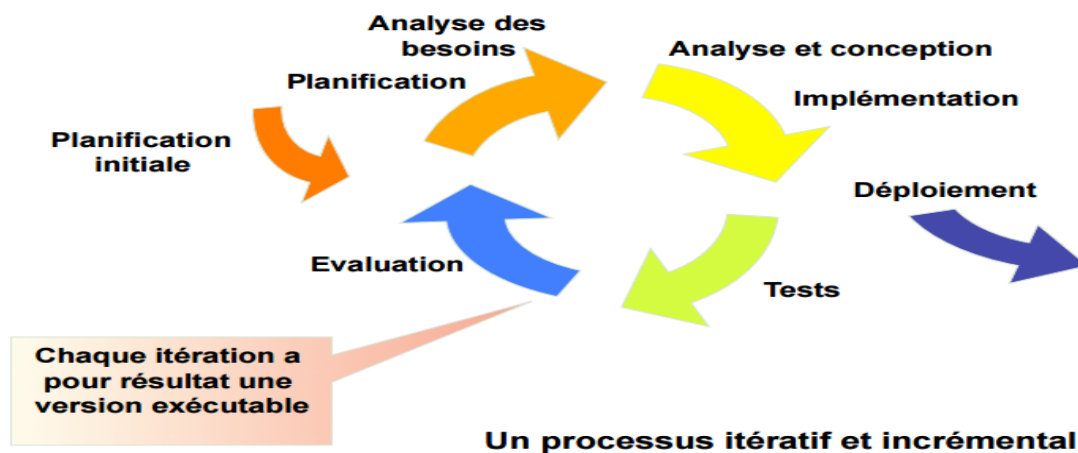 Analyse des
besoins
Planification
Analyse et conception
Implémentation
Planification
initiale
Déploiement
Evaluation
Tests
Chaque itération a
pour résultat une
version exécutable
Un processus itératif et incrémental